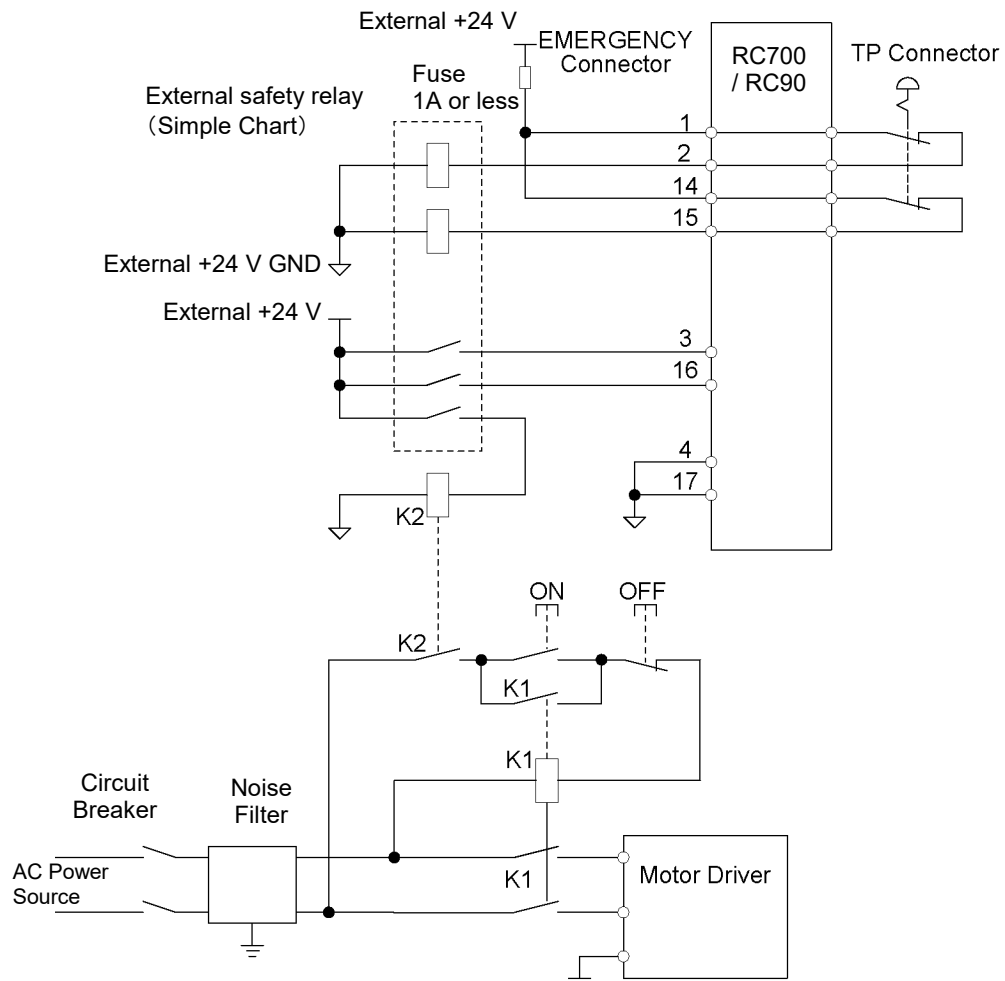 External +24 V
EMERGENCY
Connector
RC700
/ RC90
TP Connector
Fuse
1A or less
External safety relay
（Simple Chart）
1
2
14
15
External +24 V GND
External +24 V
3
16
4
17
K2
ON
OFF
K2
K1
K1
Circuit
Breaker
Noise
Filter
AC Power
Source
K1
Motor Driver